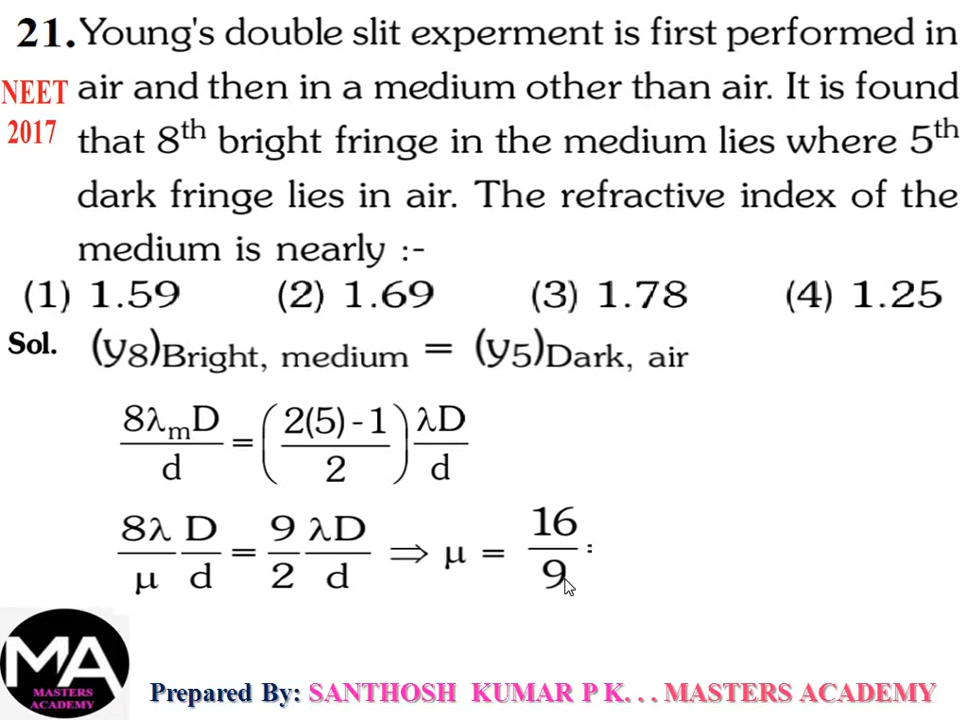 21. Young's double slit experment is first performed in
NEET 2017
air and then in a medium other than air. It is found
that 8th bright fringe in the medium lies where 5th
dark fringe lies in air. The refractive index of the
medium is nearly :-
(1) 1.59 (2) 1.69 (3) 1.78 (4) 1.25
Sol. (y8)Bright, medium = (y5)Dark, air
8λmD/d = (2(5)-1/2) λD/d
8λ/μ D/d = 9/2 λD/d ⇒ μ = 16/9 =
MA
MASTERS
ACADEMY
Prepared By: SANTHOSH KUMAR P K. . . MASTERS ACADEMY